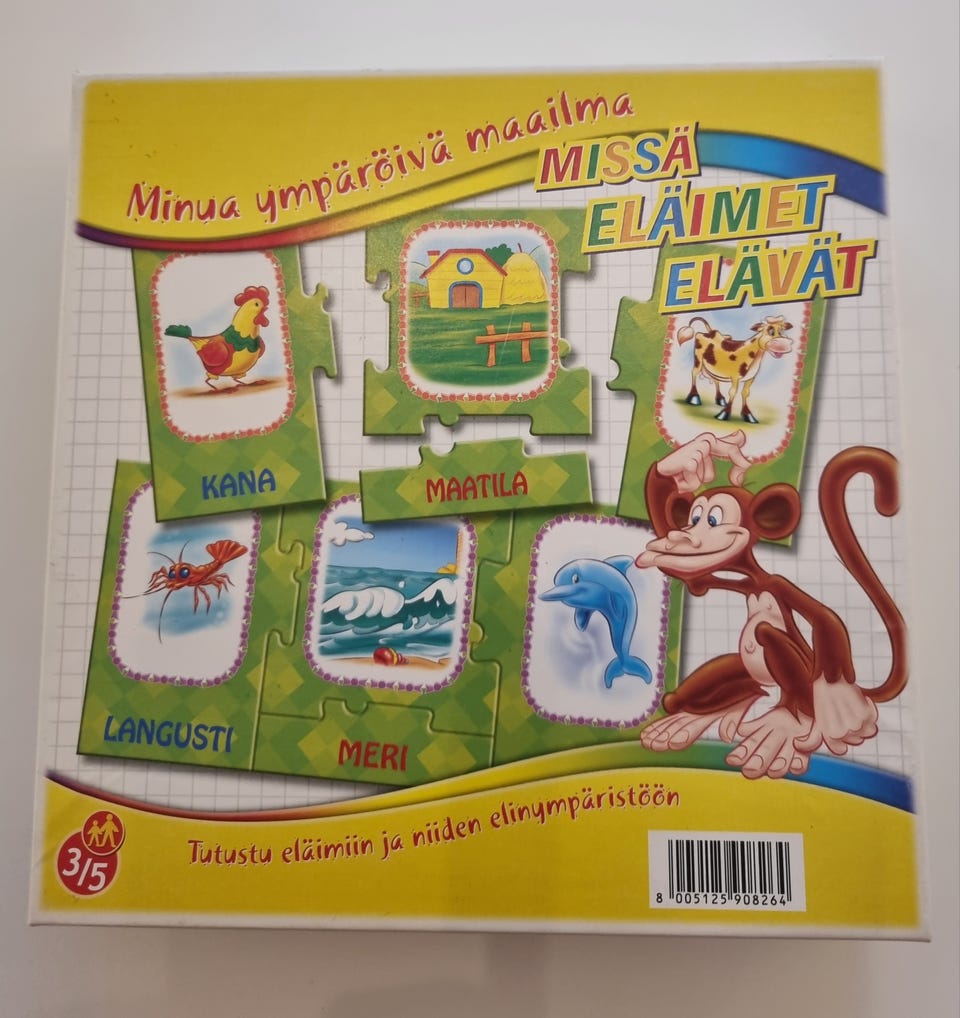 Minua ympäröivä maailma
MISSÄ
ELÄIMET
ELÄVÄT
KANA
MAATILA
LANGUSTI
MERI
Tutustu eläimiin ja niiden elinympäristöön
3/5
8 005125 908264